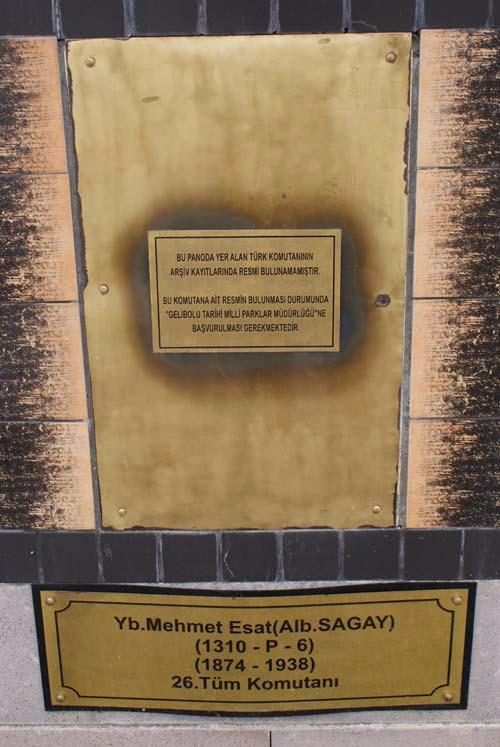 BU PANODA YER ALAN TÜRK KOMUTANININ
ARŞİV KAYITLARINDA RESMİ BULUNAMAMIŞTIR.
BU KOMUTANA AİT RESMİN BULUNMASI DURUMUNDA
"GELİBOLU TARİHİ MİLLİ PARKLAR MÜDÜRLÜĞÜ"NE
BAŞVURULMASI GEREKMEKTEDİR.
Yb.Mehmet Esat(Alb.SAGAY)
(1310 - P - 6)
(1874 - 1938)
26.Tüm Komutanı